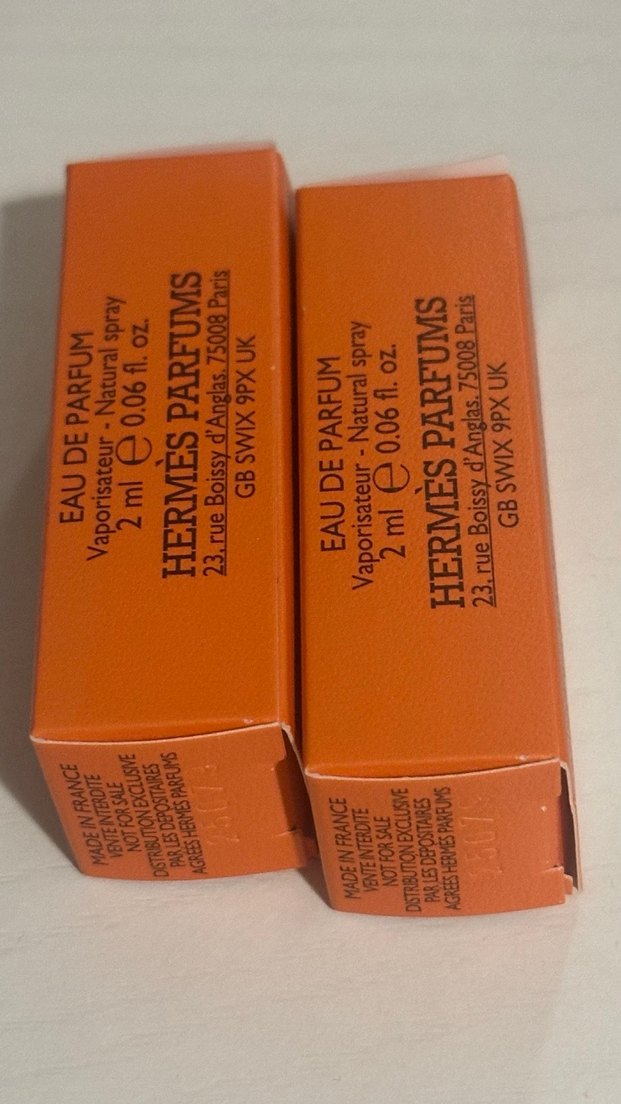 EAU DE PARFUM
Vaporisateur - Natural spray
2 ml ℮ 0.06 fl. oz.
HERMÈS PARFUMS
23, rue Boissy d'Anglas, 75008 Paris
GB SW1X 9PX UK
MADE IN FRANCE
VENTE INTERDITE
NOT FOR SALE
DISTRIBUTION EXCLUSIVE
PAR LES DEPOSITAIRES
AGREES HERMES PARFUMS
EAU DE PARFUM
Vaporisateur - Natural spray
2 ml ℮ 0.06 fl. oz.
HERMÈS PARFUMS
23, rue Boissy d'Anglas, 75008 Paris
GB SW1X 9PX UK
MADE IN FRANCE
VENTE INTERDITE
NOT FOR SALE
DISTRIBUTION EXCLUSIVE
PAR LES DEPOSITAIRES
AGREES HERMES PARFUMS